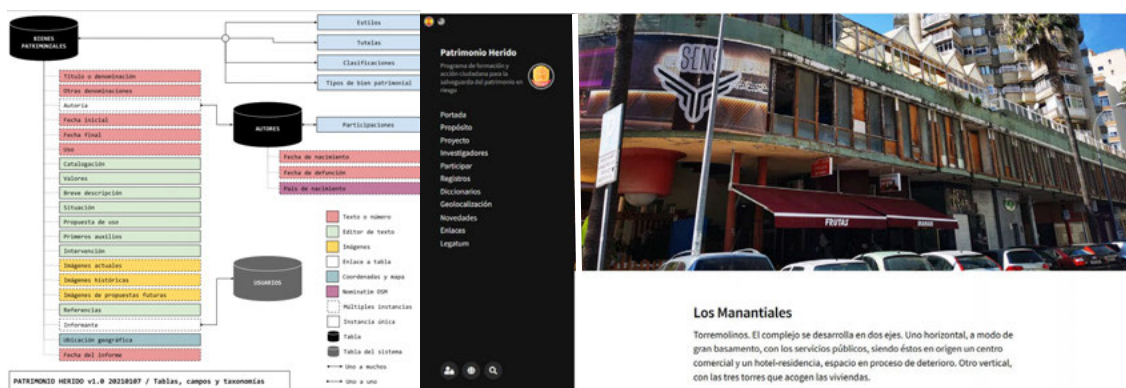 BIENES
PATRIMONIALES
Título o denominación
Otras denominaciones
Autoría
Fecha inicial
Fecha final
Uso
Catalogación
Valores
Breve descripción
Situación
Propuesta de uso
Primeros auxilios
Intervención
Imágenes actuales
Imágenes históricas
Imágenes de propuestas futuras
Referencias
Informante
Ubicación geográfica
Fecha del informe
PATRIMONIO HERIDO v1.0 20210107 / Tablas, campos y taxonomías
Estilos
Tutelas
Clasificaciones
Tipos de bien patrimonial
AUTORES
Participaciones
Fecha de nacimiento
Fecha de defunción
País de nacimiento
USUARIOS
Texto o número
Editor de texto
Imágenes
Enlace a tabla
Coordenadas y mapa
Nominatim OSM
Múltiples instancias
Instancia única
Tabla
Tabla del sistema
Uno a muchos
Uno a uno
Patrimonio Herido
Programa de formación y
acción ciudadana para la
salvaguarda del patrimonio en
riesgo
Portada
Propósito
Proyecto
Investigadores
Participar
Registros
Diccionarios
Geolocalización
Novedades
Enlaces
Legatum
SENS
FRUTAS
Los Manantiales
Torremolinos. El complejo se desarrolla en dos ejes. Uno horizontal, a modo de
gran basamento, con los servicios públicos, siendo éstos en origen un centro
comercial y un hotel-residencia, espacio en proceso de deterioro. Otro vertical,
con las tres torres que acogen las viviendas.